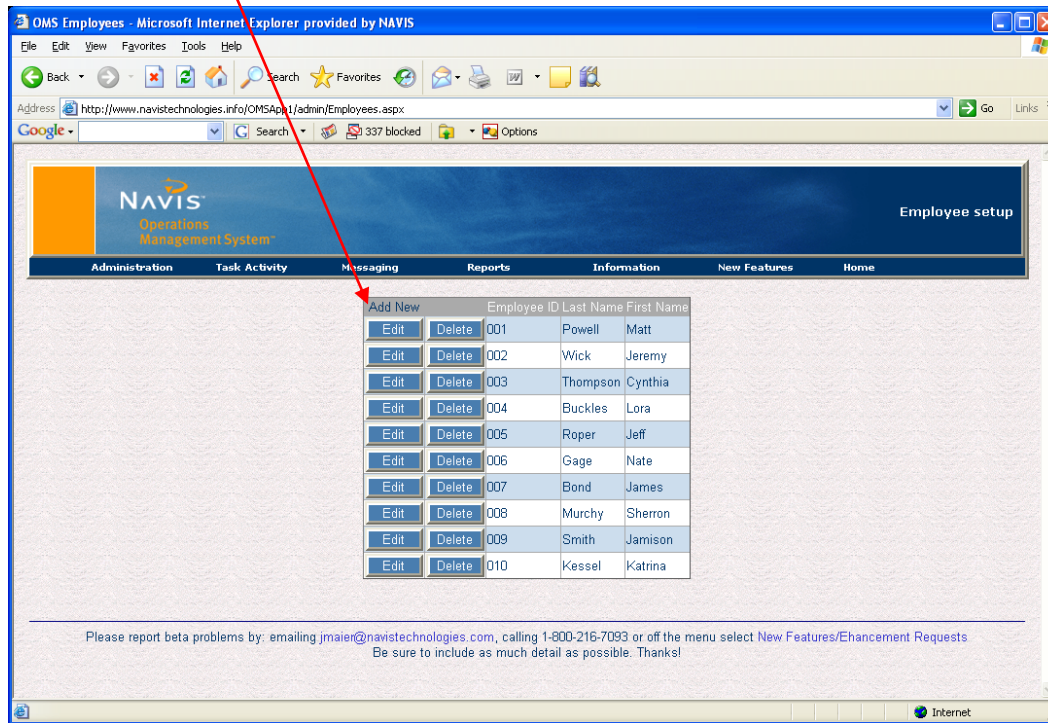 OMS Employees - Microsoft Internet Explorer provided by NAVIS
File Edit View Favorites Tools Help
Back Search Favorites
Address http://www.navistechnologies.info/OMSApp1/admin/Employees.aspx Go Links
Google Search 337 blocked Options
NAVIS
Operations
Management System
Employee setup
Administration Task Activity Messaging Reports Information New Features Home
Add New Employee ID Last Name First Name
Edit Delete 001 Powell Matt
Edit Delete 002 Wick Jeremy
Edit Delete 003 Thompson Cynthia
Edit Delete 004 Buckles Lora
Edit Delete 005 Roper Jeff
Edit Delete 006 Gage Nate
Edit Delete 007 Bond James
Edit Delete 008 Murchy Sherron
Edit Delete 009 Smith Jamison
Edit Delete 010 Kessel Katrina
Please report beta problems by: emailing jmaier@navistechnologies.com, calling 1-800-216-7093 or off the menu select New Features/Ehancement Requests
Be sure to include as much detail as possible. Thanks!
Internet